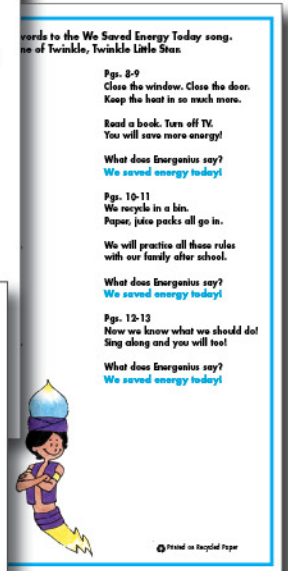 words to the We Saved Energy Today song.
ne of Twinkle, Twinkle Little Star.
Pgs. 8-9
Close the window. Close the door.
Keep the heat in so much more.
Read a book. Turn off TV.
You will save more energy!
What does Energenius say?
We saved energy today!
Pgs. 10-11
We recycle in a bin.
Paper, juice packs all go in.
We will practice all these rules
with our family after school.
What does Energenius say?
We saved energy today!
Pgs. 12-13
Now we know what we should do!
Sing along and you will too!
What does Energenius say?
We saved energy today!
Printed on Recycled Paper